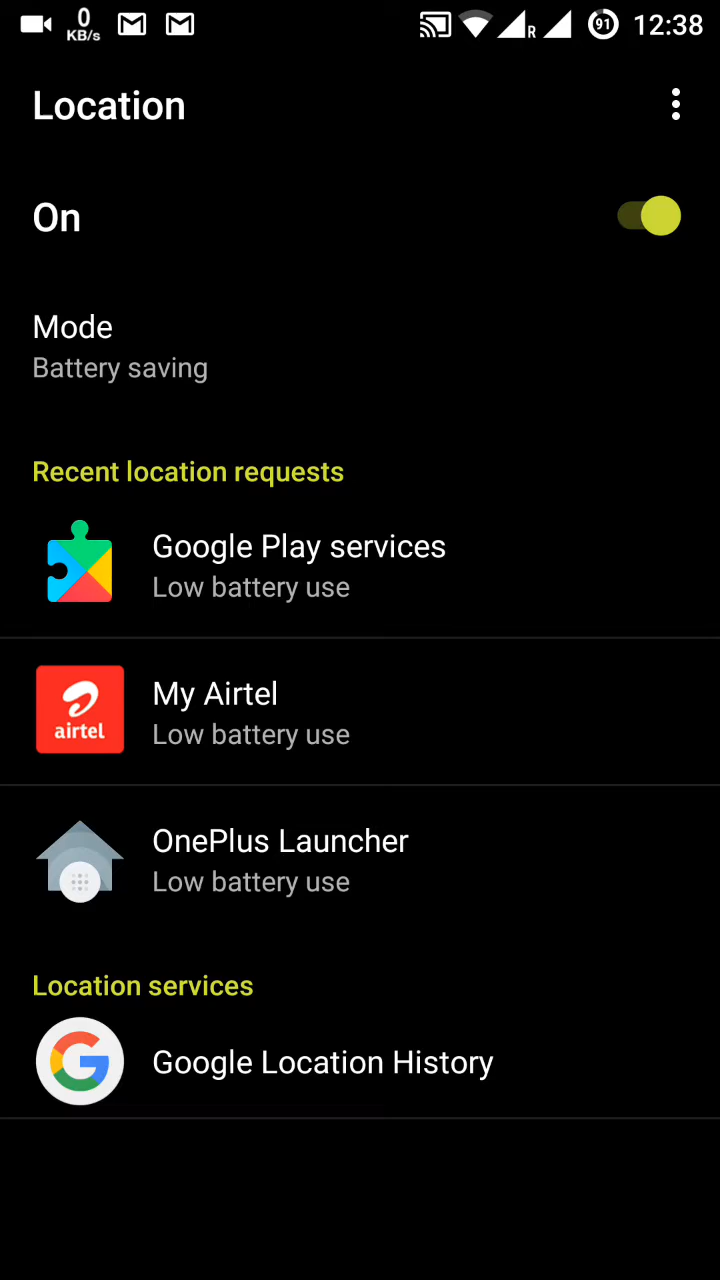 0
KB/s
R
91
12:38
Location
On
Mode
Battery saving
Recent location requests
Google Play services
Low battery use
airtel
My Airtel
Low battery use
OnePlus Launcher
Low battery use
Location services
Google Location History